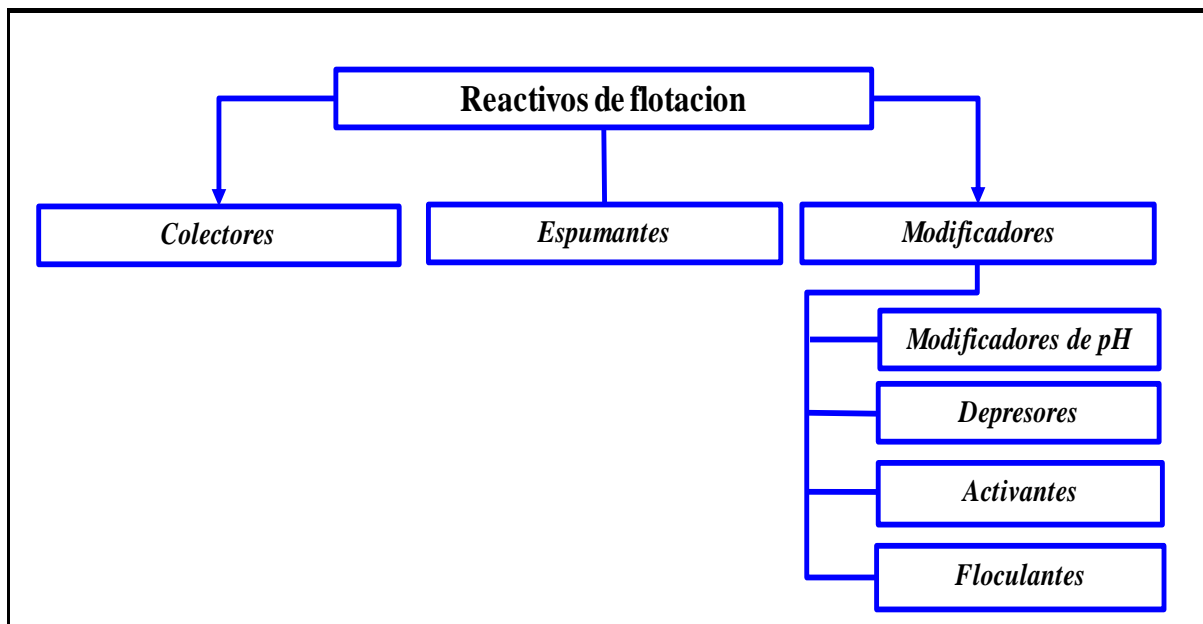 Reactivos de flotacion
Colectores
Espumantes
Modificadores
Modificadores de pH
Depresores
Activantes
Floculantes